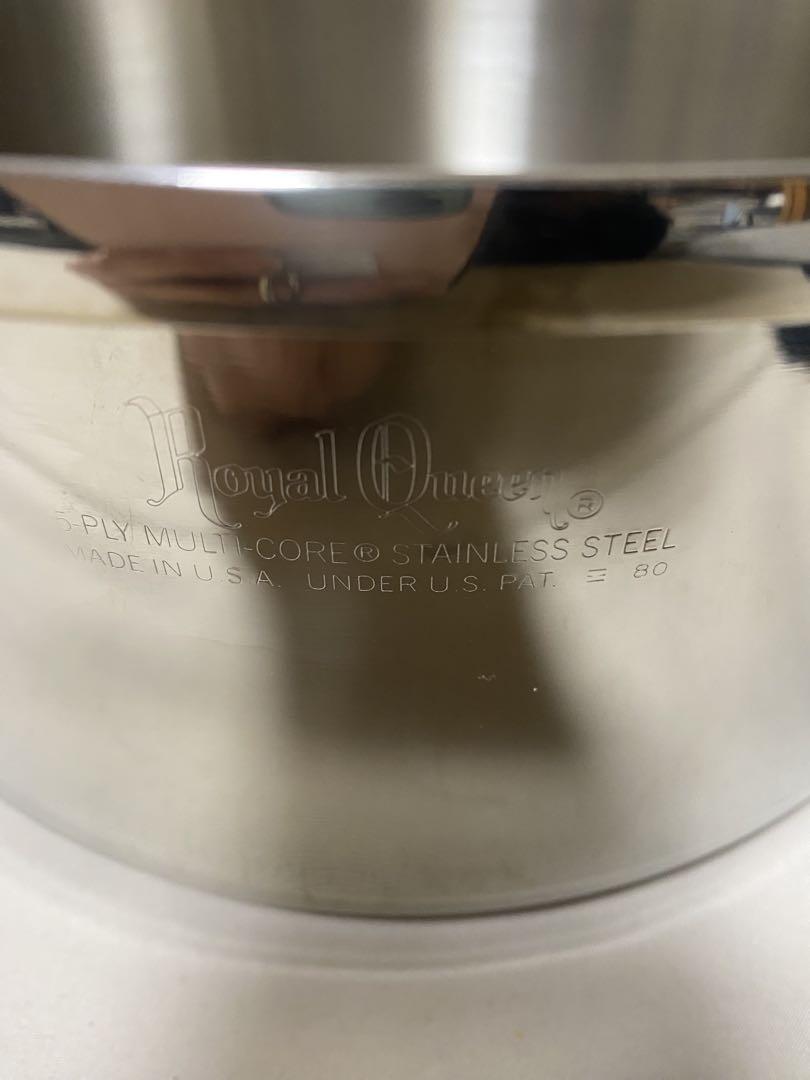 Royal Queen®
5-PLY MULTI-CORE® STAINLESS STEEL
MADE IN U.S.A. UNDER U.S. PAT. ☰ 80